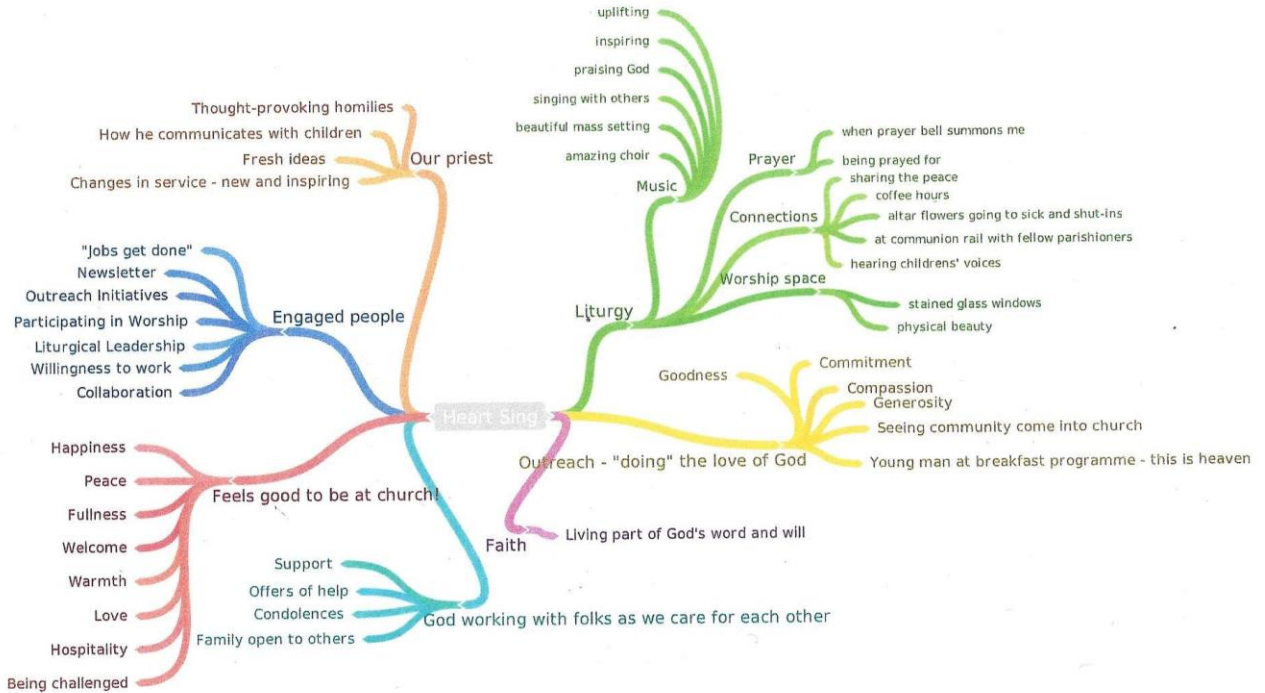 Heart Sing
Our priest
Thought-provoking homilies
How he communicates with children
Fresh ideas
Changes in service - new and inspiring
Engaged people
"Jobs get done"
Newsletter
Outreach Initiatives
Participating in Worship
Liturgical Leadership
Willingness to work
Collaboration
Feels good to be at church!
Happiness
Peace
Fullness
Welcome
Warmth
Love
Hospitality
Being challenged
God working with folks as we care for each other
Support
Offers of help
Condolences
Family open to others
Liturgy
Music
uplifting
inspiring
praising God
singing with others
beautiful mass setting
amazing choir
Prayer
when prayer bell summons me
being prayed for
Connections
sharing the peace
coffee hours
altar flowers going to sick and shut-ins
at communion rail with fellow parishioners
hearing childrens' voices
Worship space
stained glass windows
physical beauty
Outreach - "doing" the love of God
Goodness
Commitment
Compassion
Generosity
Seeing community come into church
Young man at breakfast programme - this is heaven
Faith
Living part of God's word and will